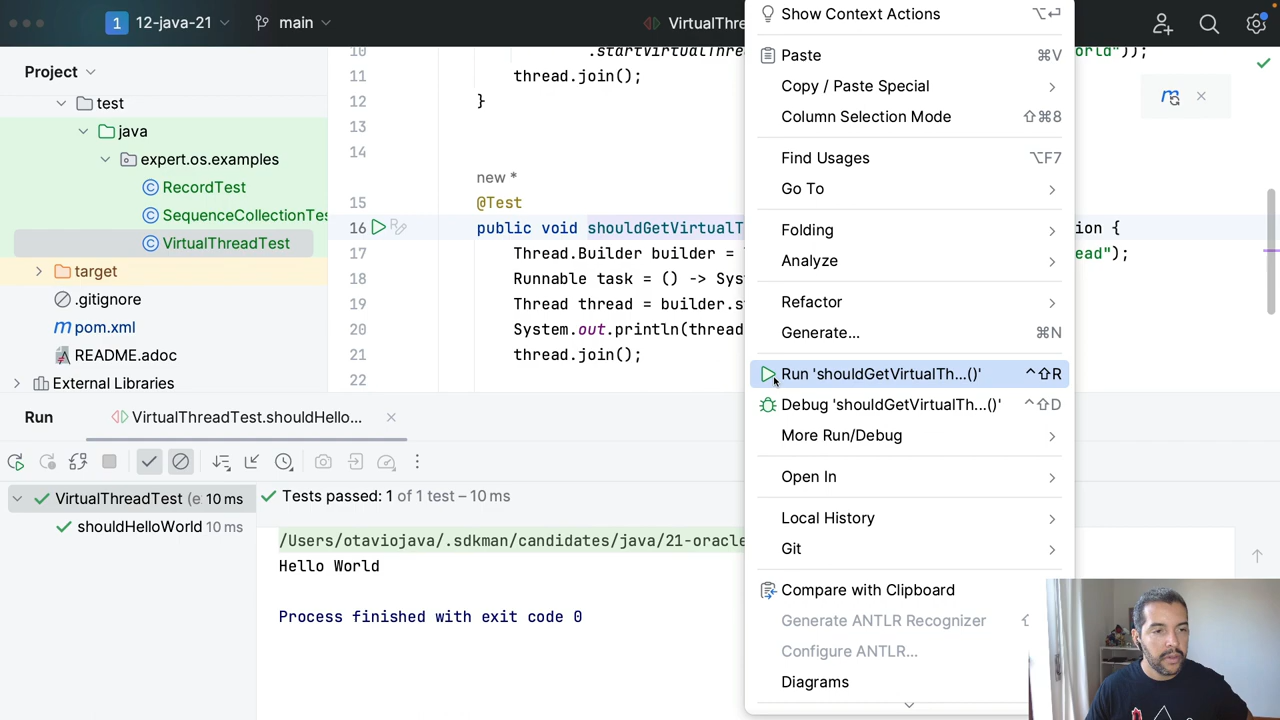 1 12-java-21 main VirtualThre
Project
test
java
expert.os.examples
RecordTest
SequenceCollectionTes
VirtualThreadTest
target
.gitignore
pom.xml
README.adoc
External Libraries
10 .startVirtualThrea orld"));
11 thread.join();
12 }
13
14
new *
15 @Test
16 public void shouldGetVirtualT ion {
17 Thread.Builder builder = ead");
18 Runnable task = () -> Sys
19 Thread thread = builder.s
20 System.out.println(thread
21 thread.join();
22
Show Context Actions ⌥↩
Paste ⌘V
Copy / Paste Special
Column Selection Mode ⇧⌘8
Find Usages ⌥F7
Go To
Folding
Analyze
Refactor
Generate... ⌘N
Run 'shouldGetVirtualTh...()' ^⇧R
Debug 'shouldGetVirtualTh...()' ^⇧D
More Run/Debug
Open In
Local History
Git
Compare with Clipboard
Generate ANTLR Recognizer ⇧
Configure ANTLR...
Diagrams
Run VirtualThreadTest.shouldHello...
VirtualThreadTest (e 10 ms
shouldHelloWorld 10 ms
Tests passed: 1 of 1 test – 10 ms
/Users/otaviojava/.sdkman/candidates/java/21-oracle
Hello World
Process finished with exit code 0